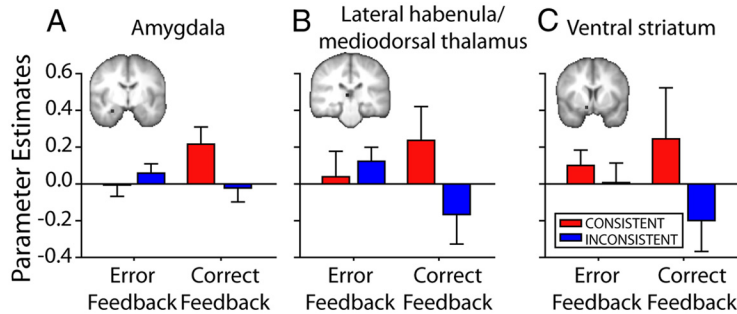 A
Amygdala
B
Lateral habenula/
mediodorsal thalamus
C
Ventral striatum
Parameter Estimates
0.6
0.4
0.2
0.0
-0.2
-0.4
Error
Feedback
Correct
Feedback
Error
Feedback
Correct
Feedback
CONSISTENT
INCONSISTENT
Error
Feedback
Correct
Feedback